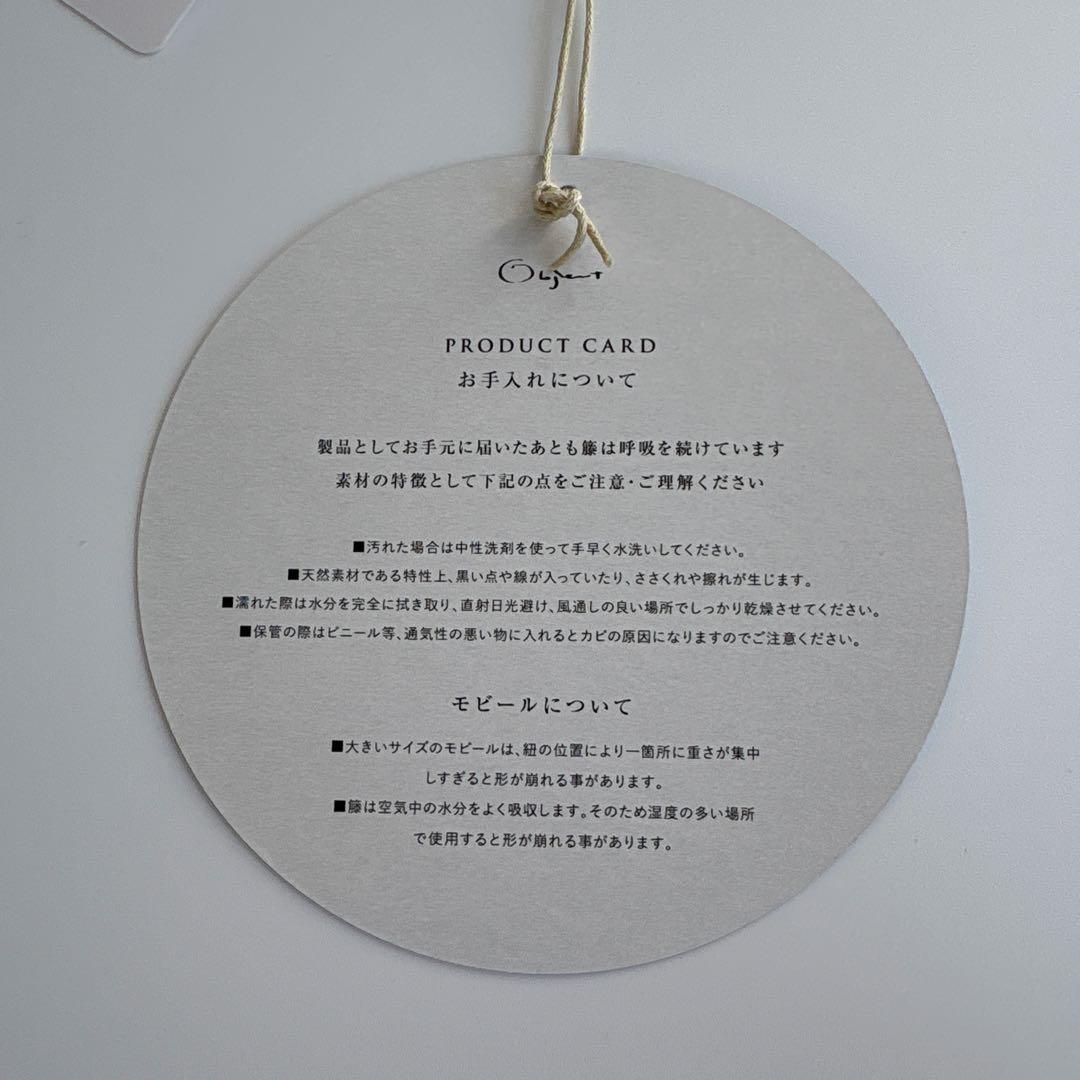 Object
PRODUCT CARD
お手入れについて
製品としてお手元に届いたあとも籐は呼吸を続けています
素材の特徴として下記の点をご注意・ご理解ください
■汚れた場合は中性洗剤を使って手早く水洗いしてください。
■天然素材である特性上、黒い点や線が入っていたり、ささくれや擦れが生じます。
■濡れた際は水分を完全に拭き取り、直射日光避け、風通しの良い場所でしっかり乾燥させてください。
■保管の際はビニール等、通気性の悪い物に入れるとカビの原因になりますのでご注意ください。
モビールについて
■大きいサイズのモビールは、紐の位置により一箇所に重さが集中
しすぎると形が崩れる事があります。
■籐は空気中の水分をよく吸収します。そのため湿度の多い場所
で使用すると形が崩れる事があります。